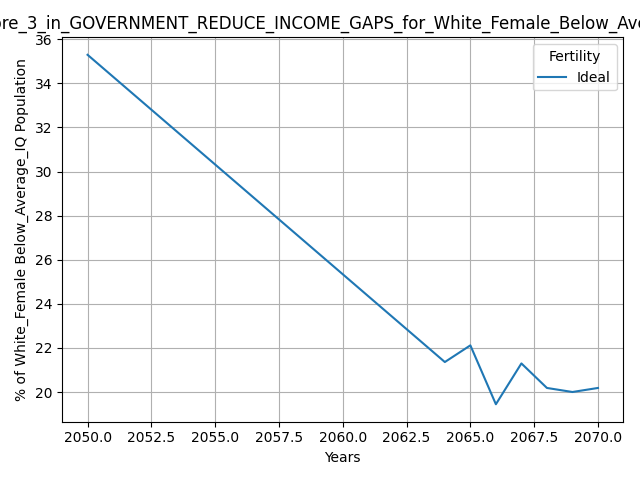 ore_3_in_GOVERNMENT_REDUCE_INCOME_GAPS_for_White_Female_Below_Ave
36
34
32
30
28
26
24
22
20
% of White_Female Below_Average_IQ Population
Fertility
Ideal
2050.0 2052.5 2055.0 2057.5 2060.0 2062.5 2065.0 2067.5 2070.0
Years